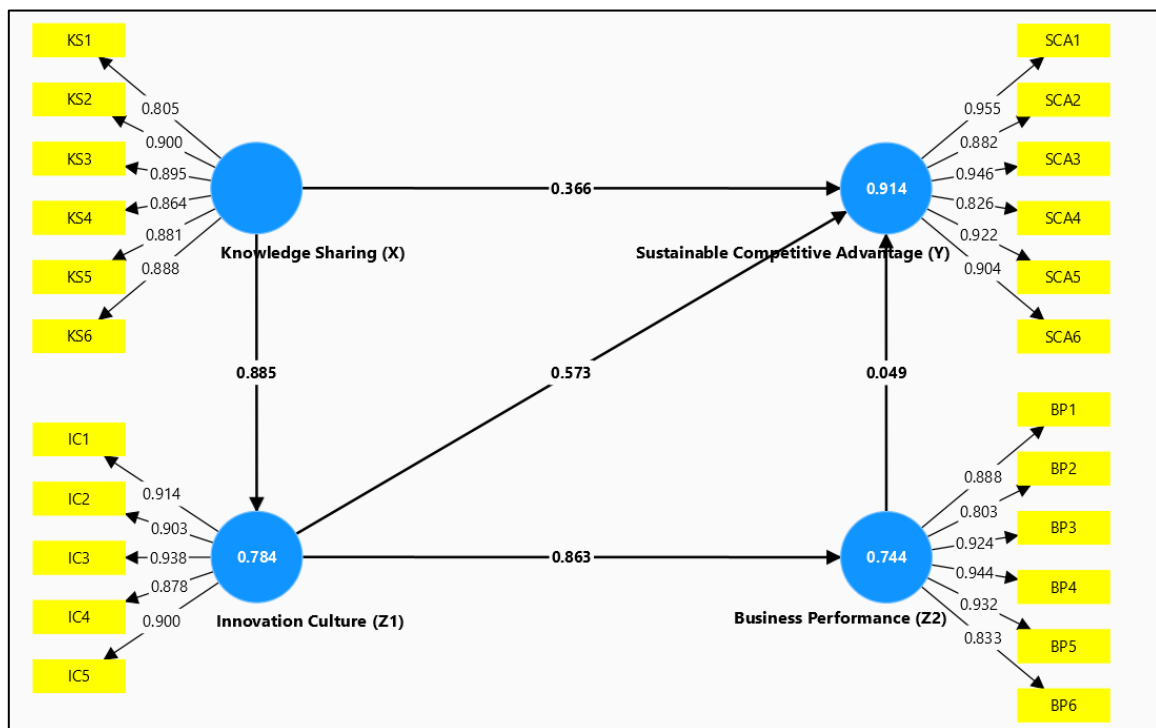 KS1
KS2
KS3
KS4
KS5
KS6
0.805
0.900
0.895
0.864
0.881
0.888
Knowledge Sharing (X)
0.366
SCA1
SCA2
SCA3
SCA4
SCA5
SCA6
0.955
0.882
0.946
0.826
0.922
0.904
0.914
Sustainable Competitive Advantage (Y)
0.885
0.573
0.049
IC1
IC2
IC3
IC4
IC5
0.914
0.903
0.938
0.878
0.900
0.784
Innovation Culture (Z1)
0.863
BP1
BP2
BP3
BP4
BP5
BP6
0.888
0.803
0.924
0.944
0.932
0.833
0.744
Business Performance (Z2)